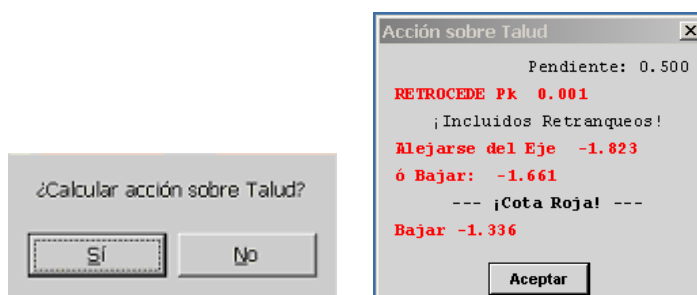 ¿Calcular acción sobre Talud?
Sí
No
Acción sobre Talud
Pendiente: 0.500
RETROCEDE Pk 0.001
¡Incluidos Retranqueos!
Alejarse del Eje -1.823
ó Bajar: -1.661
--- ¡Cota Roja! ---
Bajar -1.336
Aceptar